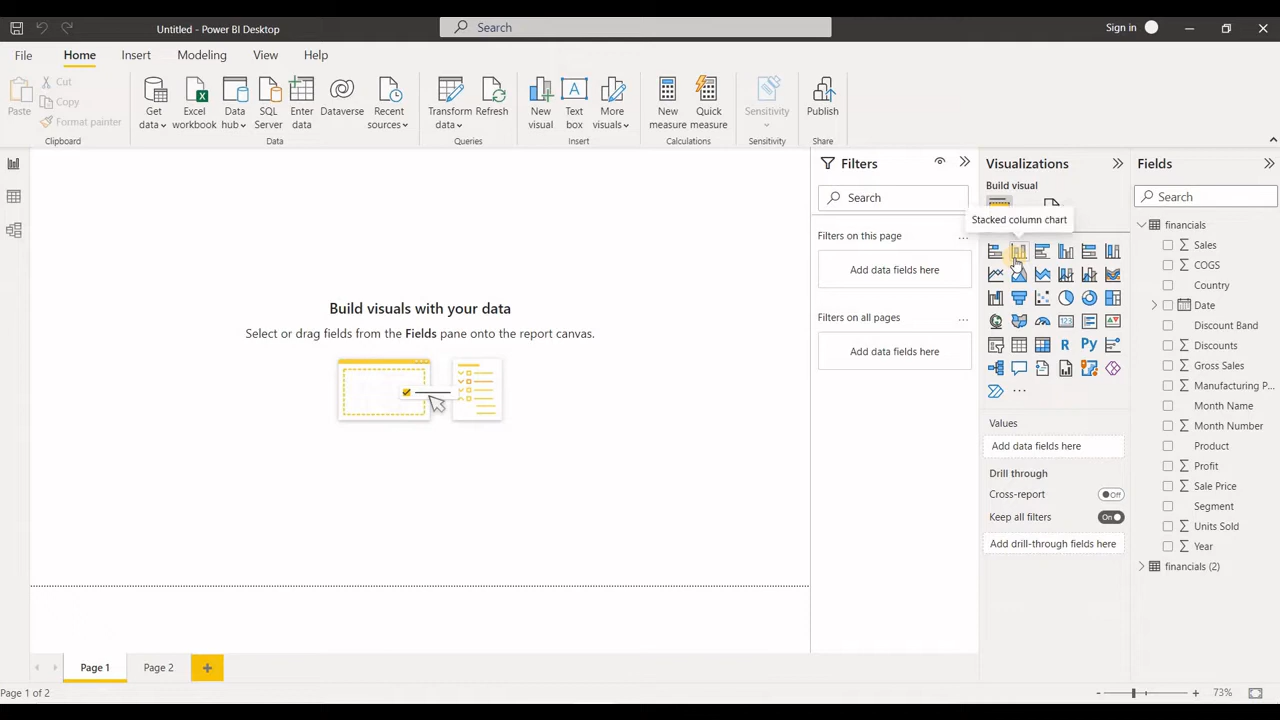 Untitled - Power BI Desktop
Search
Sign in
File
Home
Insert
Modeling
View
Help
Paste
Cut
Copy
Format painter
Clipboard
Get data
Excel workbook
Data hub
SQL Server
Enter data
Dataverse
Recent sources
Data
Transform data
Refresh
Queries
New visual
Text box
More visuals
Insert
New measure
Quick measure
Calculations
Sensitivity
Sensitivity
Publish
Share
Build visuals with your data
Select or drag fields from the Fields pane onto the report canvas.
Filters
Search
Filters on this page
...
Add data fields here
Filters on all pages
...
Add data fields here
Visualizations
Build visual
Stacked column chart
R
Py
...
Values
Add data fields here
Drill through
Cross-report
Off
Keep all filters
On
Add drill-through fields here
Fields
Search
financials
Sales
COGS
Country
Date
Discount Band
Discounts
Gross Sales
Manufacturing P...
Month Name
Month Number
Product
Profit
Sale Price
Segment
Units Sold
Year
financials (2)
Page 1
Page 2
Page 1 of 2
73%